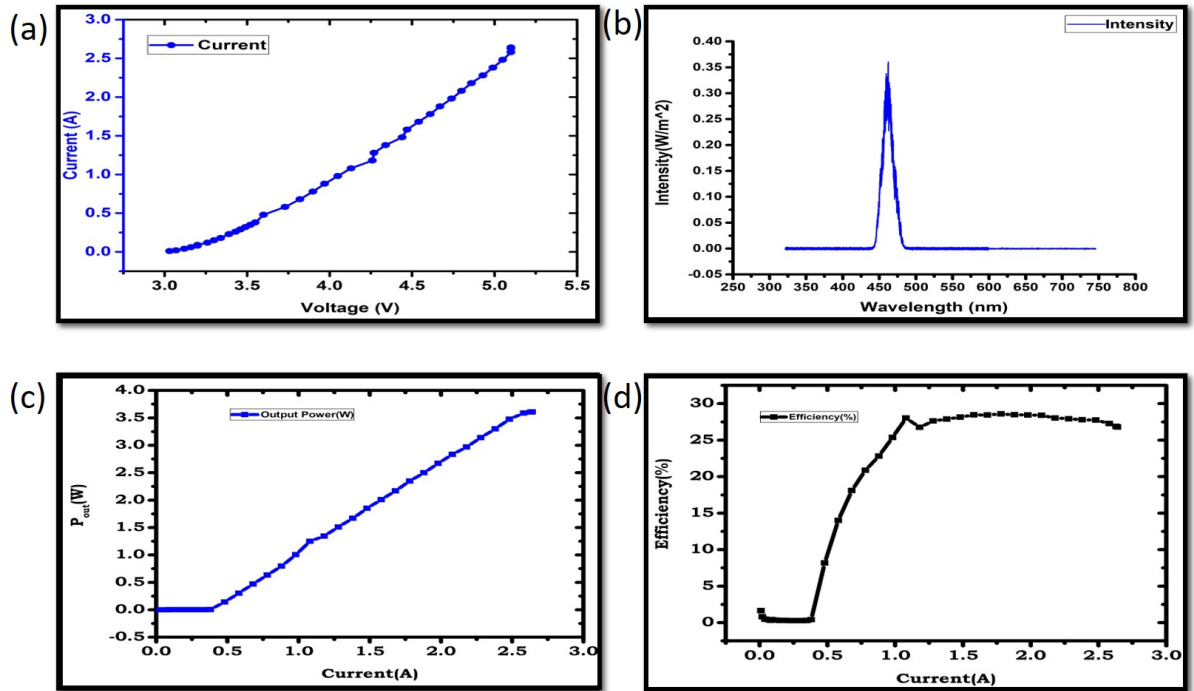 (a)
Current
Current (A)
3.0
2.5
2.0
1.5
1.0
0.5
0.0
3.0 3.5 4.0 4.5 5.0 5.5
Voltage (V)
(b)
Intensity
Intensity(W/m^2)
0.40
0.35
0.30
0.25
0.20
0.15
0.10
0.05
0.00
-0.05
250 300 350 400 450 500 550 600 650 700 750 800
Wavelength (nm)
(c)
Output Power(W)
P_out(W)
4.0
3.5
3.0
2.5
2.0
1.5
1.0
0.5
0.0
-0.5
0.0 0.5 1.0 1.5 2.0 2.5 3.0
Current(A)
(d)
Efficiency(%)
Efficiency(%)
30
25
20
15
10
5
0
0.0 0.5 1.0 1.5 2.0 2.5 3.0
Current(A)